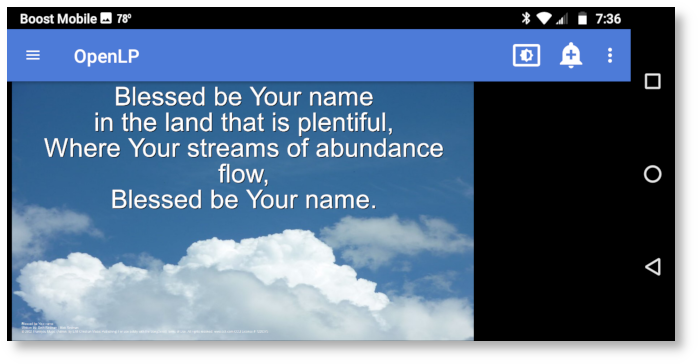 Boost Mobile 78° 7:36
OpenLP
Blessed be Your name
in the land that is plentiful,
Where Your streams of abundance
flow,
Blessed be Your name.